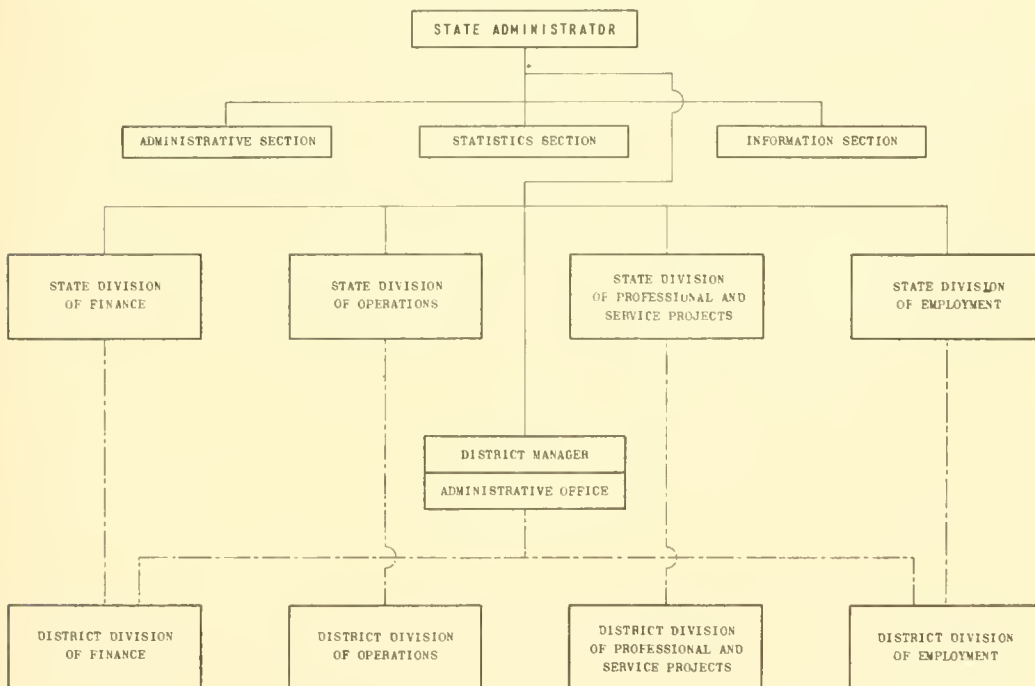 STATE ADMINISTRATOR
ADMINISTRATIVE SECTION
STATISTICS SECTION
INFORMATION SECTION
STATE DIVISION
OF FINANCE
STATE DIVISION
OF OPERATIONS
STATE DIVISION
OF PROFESSIONAL AND
SERVICE PROJECTS
STATE DIVISION
OF EMPLOYMENT
DISTRICT MANAGER
ADMINISTRATIVE OFFICE
DISTRICT DIVISION
OF FINANCE
DISTRICT DIVISION
OF OPERATIONS
DISTRICT DIVISION
OF PROFESSIONAL AND
SERVICE PROJECTS
DISTRICT DIVISION
OF EMPLOYMENT